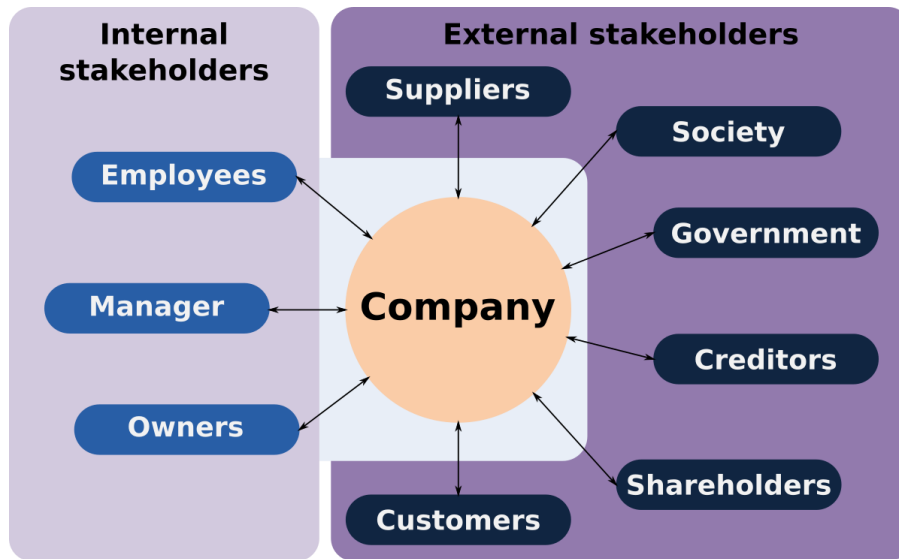 Internal
stakeholders
Employees
Manager
Owners
External stakeholders
Suppliers
Society
Government
Company
Creditors
Shareholders
Customers